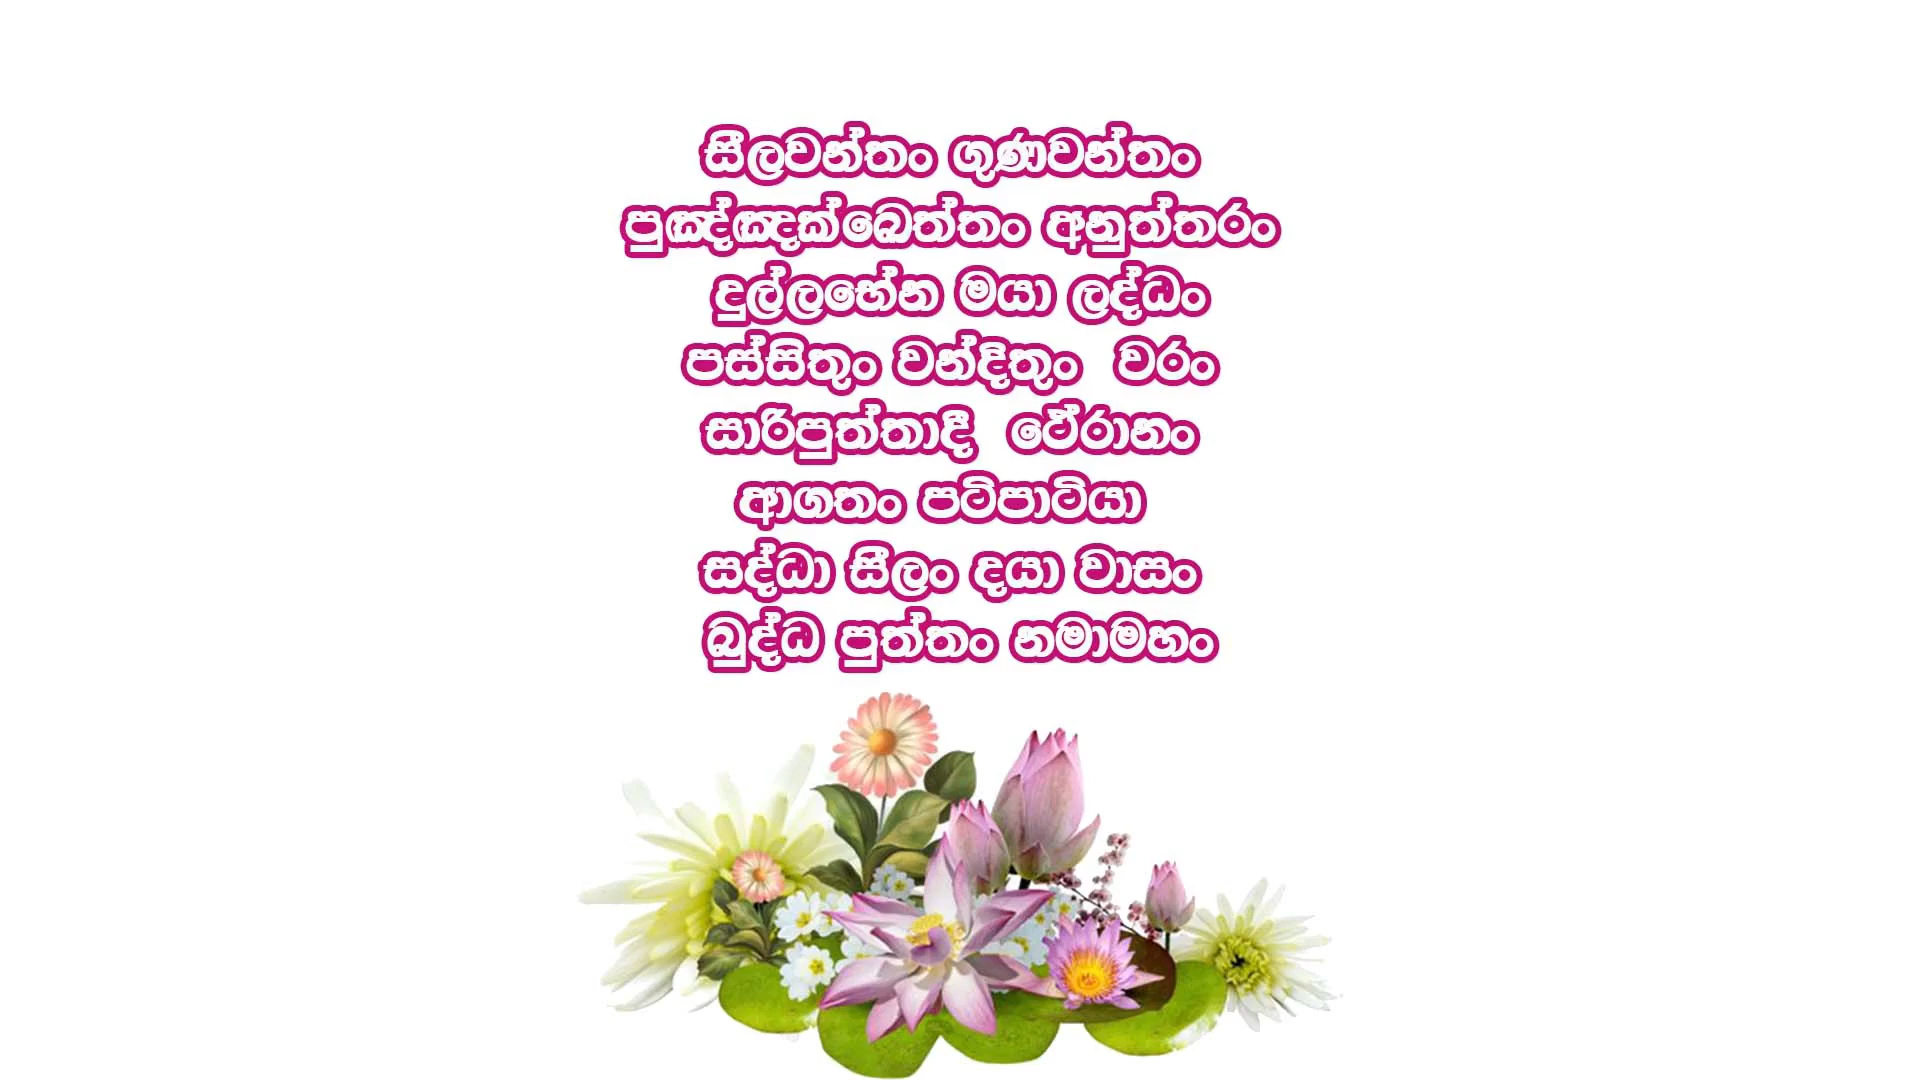 සීලවන්තං ගුණවන්තං
පුඤ්ඤක්ඛෙත්තං අනුත්තරං
දුල්ලභේන මයා ලද්ධං
පස්සිතුං වන්දිතුං වරං
සාරිපුත්තාදී ථේරානං
ආගතං පටිපාටියා
සද්ධා සීලං දයා වාසං
බුද්ධ පුත්තං නමාමහං